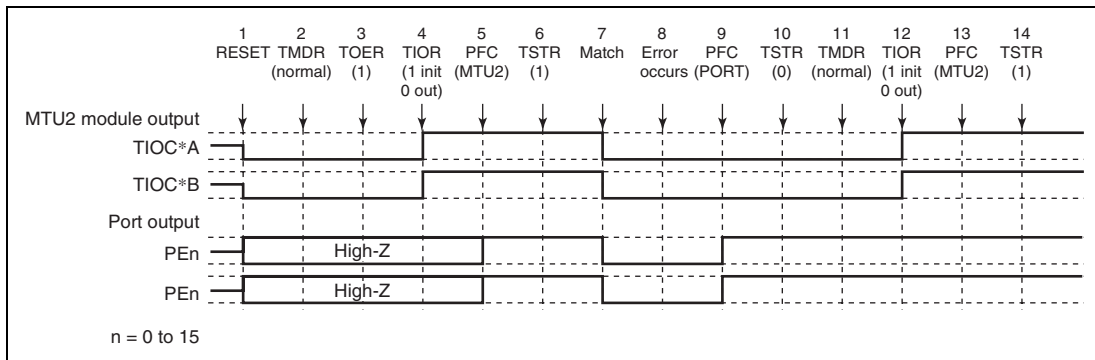 1 2 3 4 5 6 7 8 9 10 11 12 13 14
RESET TMDR TOER TIOR PFC TSTR Match Error PFC TSTR TMDR TIOR PFC TSTR
(normal) (1) (1 init (MTU2) (1) occurs (PORT) (0) (normal) (1 init (MTU2) (1)
0 out) 0 out)
MTU2 module output
TIOC*A
TIOC*B
Port output
PEn High-Z
PEn High-Z
n = 0 to 15